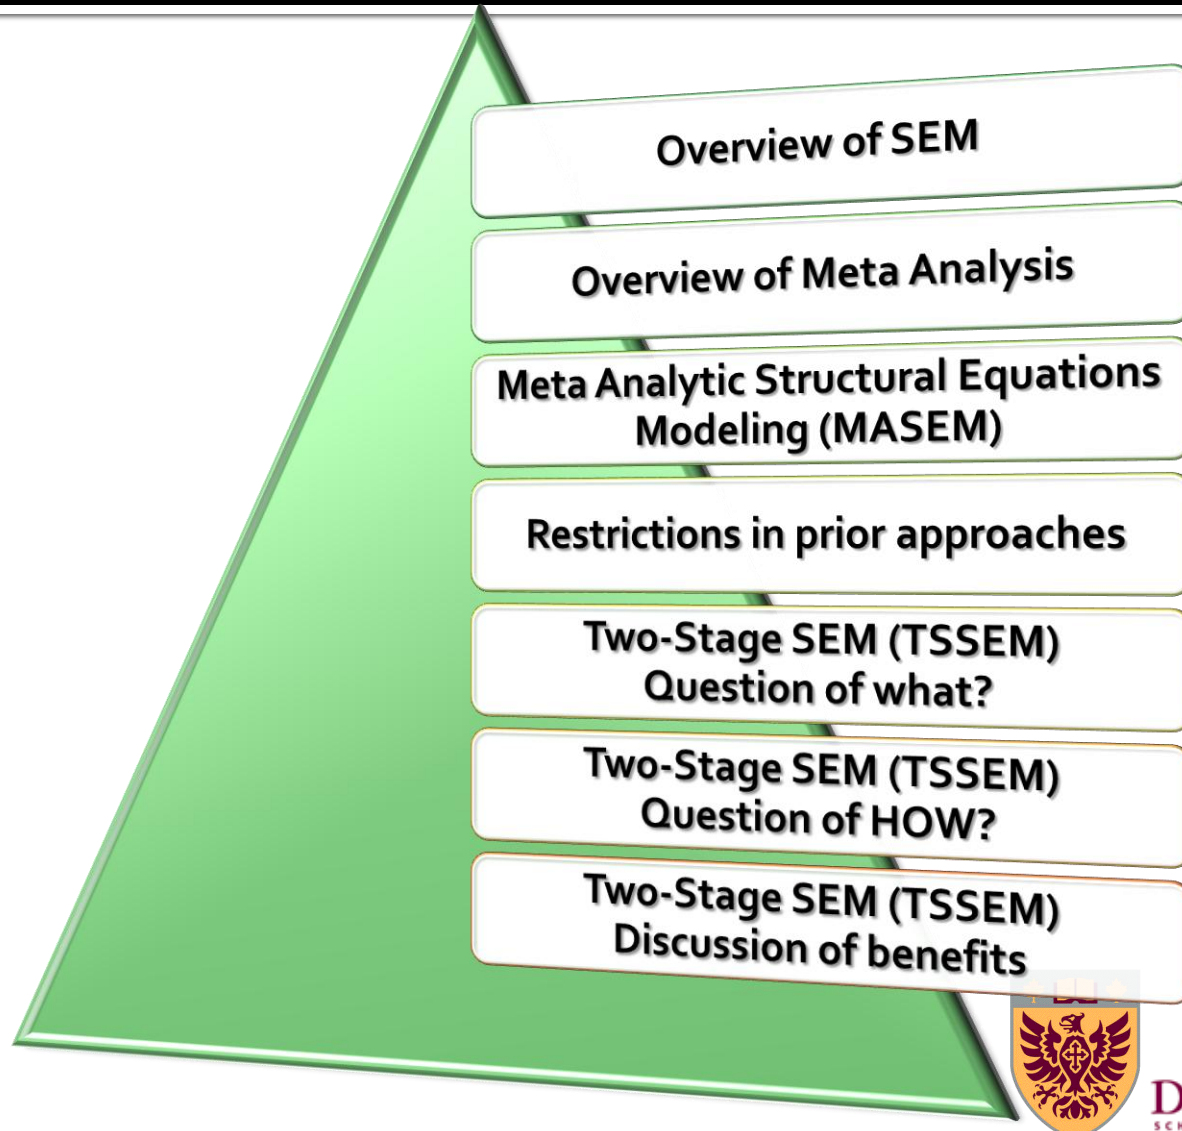 Overview of SEM
Overview of Meta Analysis
Meta Analytic Structural Equations
Modeling (MASEM)
Restrictions in prior approaches
Two-Stage SEM (TSSEM)
Question of what?
Two-Stage SEM (TSSEM)
Question of HOW?
Two-Stage SEM (TSSEM)
Discussion of benefits